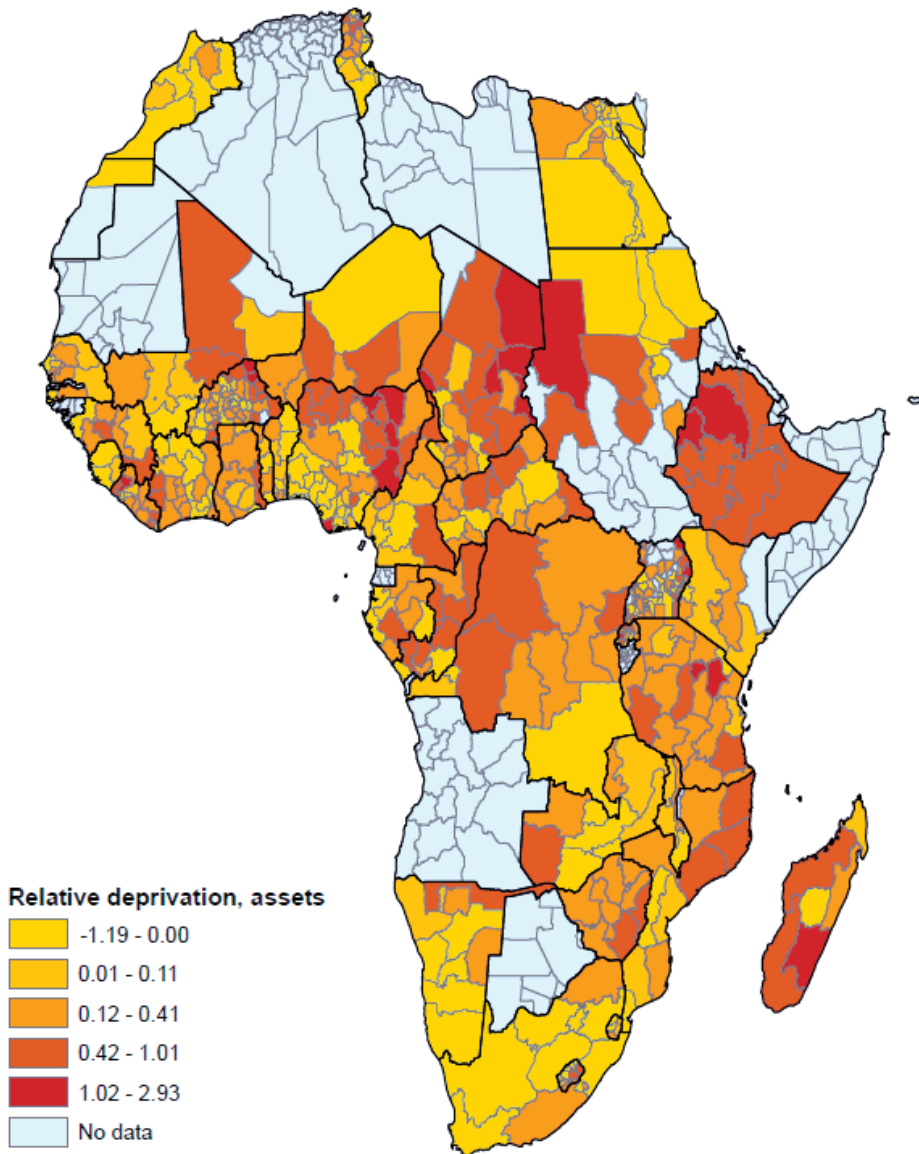 Relative deprivation, assets
-1.19 - 0.00
0.01 - 0.11
0.12 - 0.41
0.42 - 1.01
1.02 - 2.93
No data